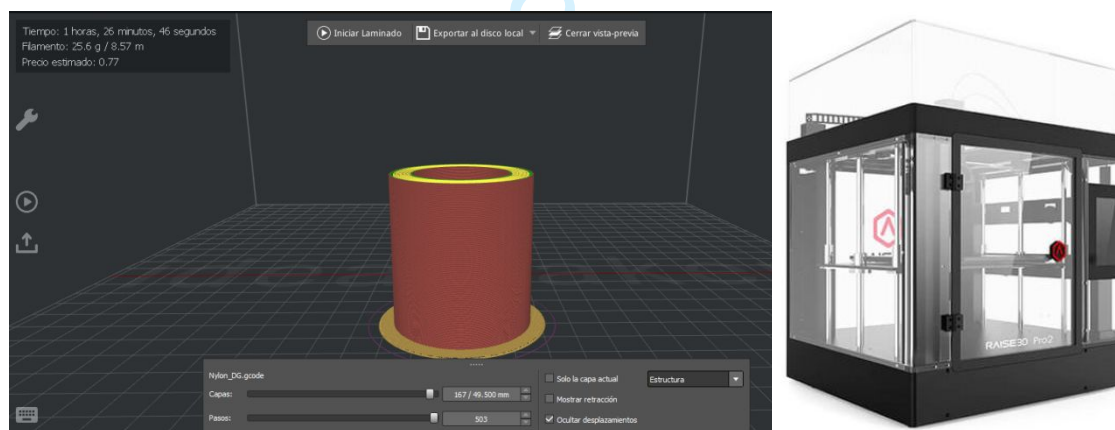 Tiempo: 1 horas, 26 minutos, 46 segundos
Filamento: 25.6 g / 8.57 m
Precio estimado: 0.77
Iniciar Laminado
Exportar al disco local
Cerrar vista-previa
Nylon_DG.gcode
Capas:
167 / 49.500 mm
Pasos:
503
Solo la capa actual
Estructura
Mostrar retracción
Ocultar desplazamientos
RAISE3D Pro2